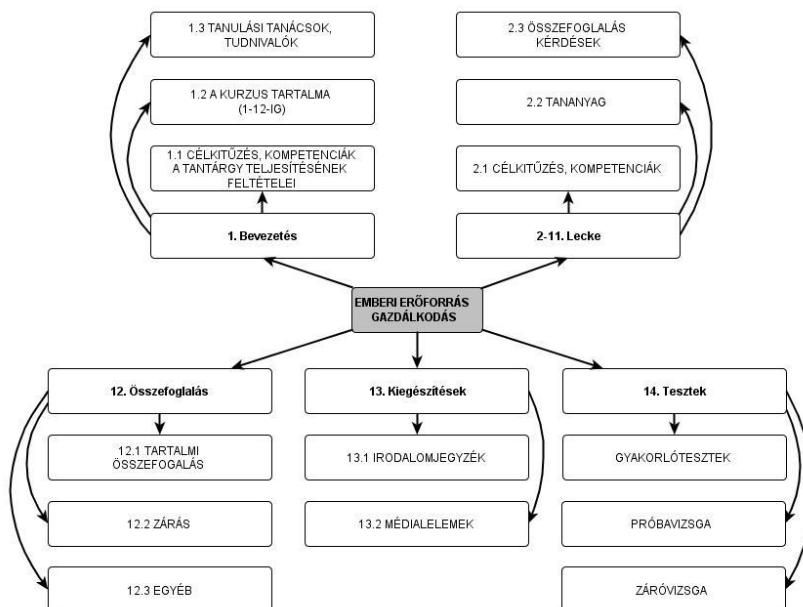 1.3 TANULÁSI TANÁCSOK,
TUDNIVALÓK
2.3 ÖSSZEFOGLALÁS
KÉRDÉSEK
1.2 A KURZUS TARTALMA
(1-12-IG)
2.2 TANANYAG
1.1 CÉLKITŰZÉS, KOMPETENCIÁK
A TANTÁRGY TELJESÍTÉSÉNEK
FELTÉTELEI
2.1 CÉLKITŰZÉS, KOMPETENCIÁK
1. Bevezetés
2-11. Lecke
EMBERI ERŐFORRÁS
GAZDÁLKODÁS
12. Összefoglalás
13. Kiegészítések
14. Tesztek
12.1 TARTALMI
ÖSSZEFOGALÁS
13.1 IRODALOMJEGYZÉK
GYAKORLÓTESZTEK
12.2 ZÁRÁS
13.2 MÉDIALELEMEK
PRÓBAVIZSGA
12.3 EGYÉB
ZÁRÓVIZSGA